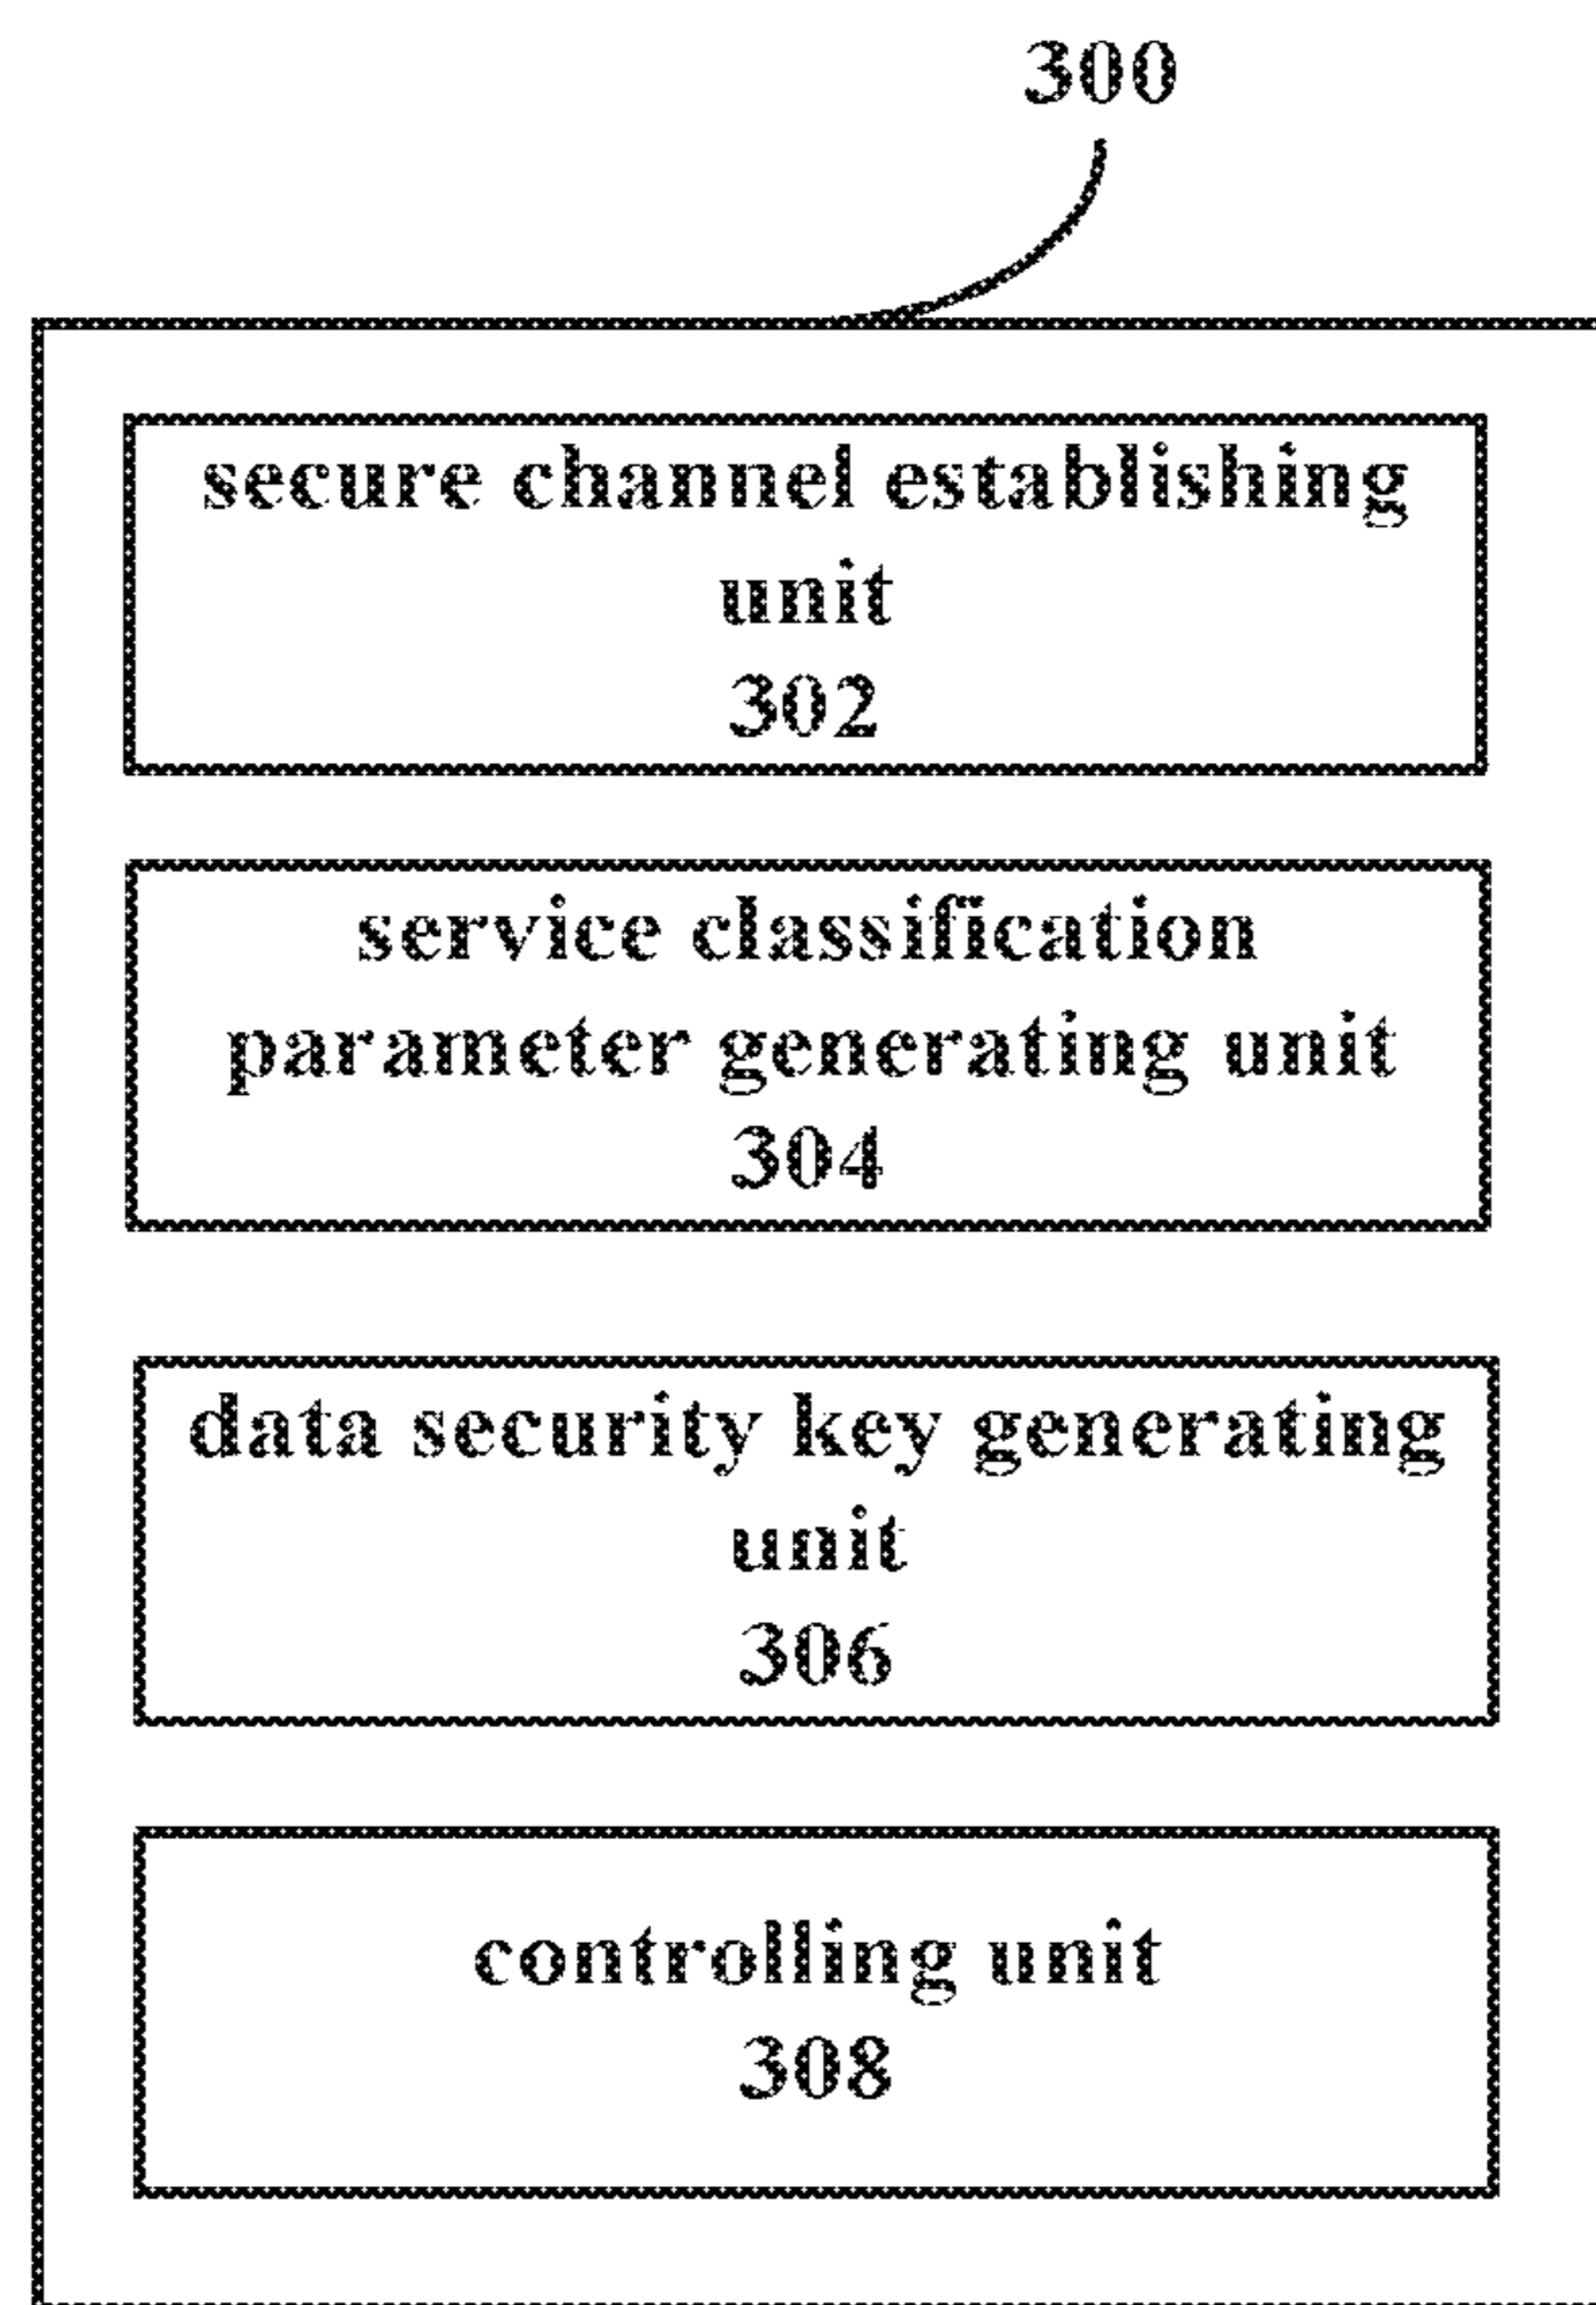 300
secure channel establishing
unit
302
service classification
parameter generating unit
304
data security key generating
unit
306
controlling unit
308